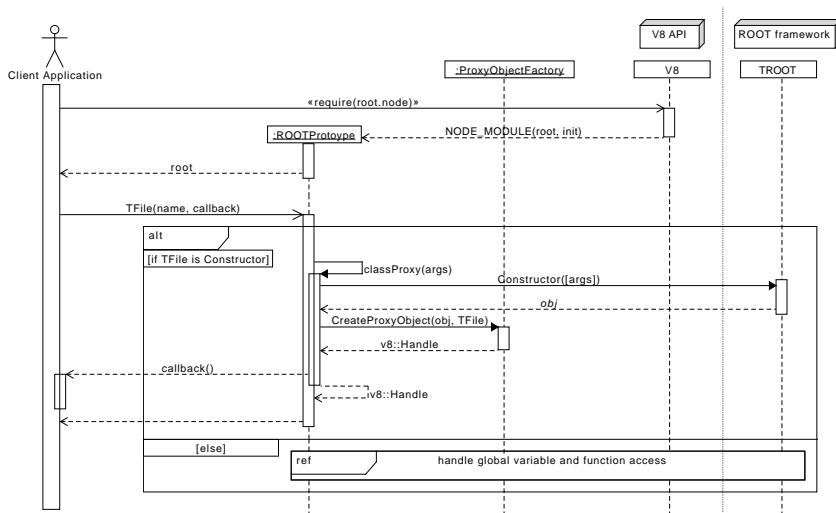 V8 API
ROOT framework
Client Application
:ProxyObjectFactory
V8
TROOT
«require(root.node)»
:ROOTPrototoype
NODE_MODULE(root, init)
root
TFile(name, callback)
alt
[if TFile is Constructor]
classProxy(args)
Constructor([args])
obj
CreateProxyObject(obj, TFile)
v8::Handle
callback()
v8::Handle
[else]
ref
handle global variable and function access